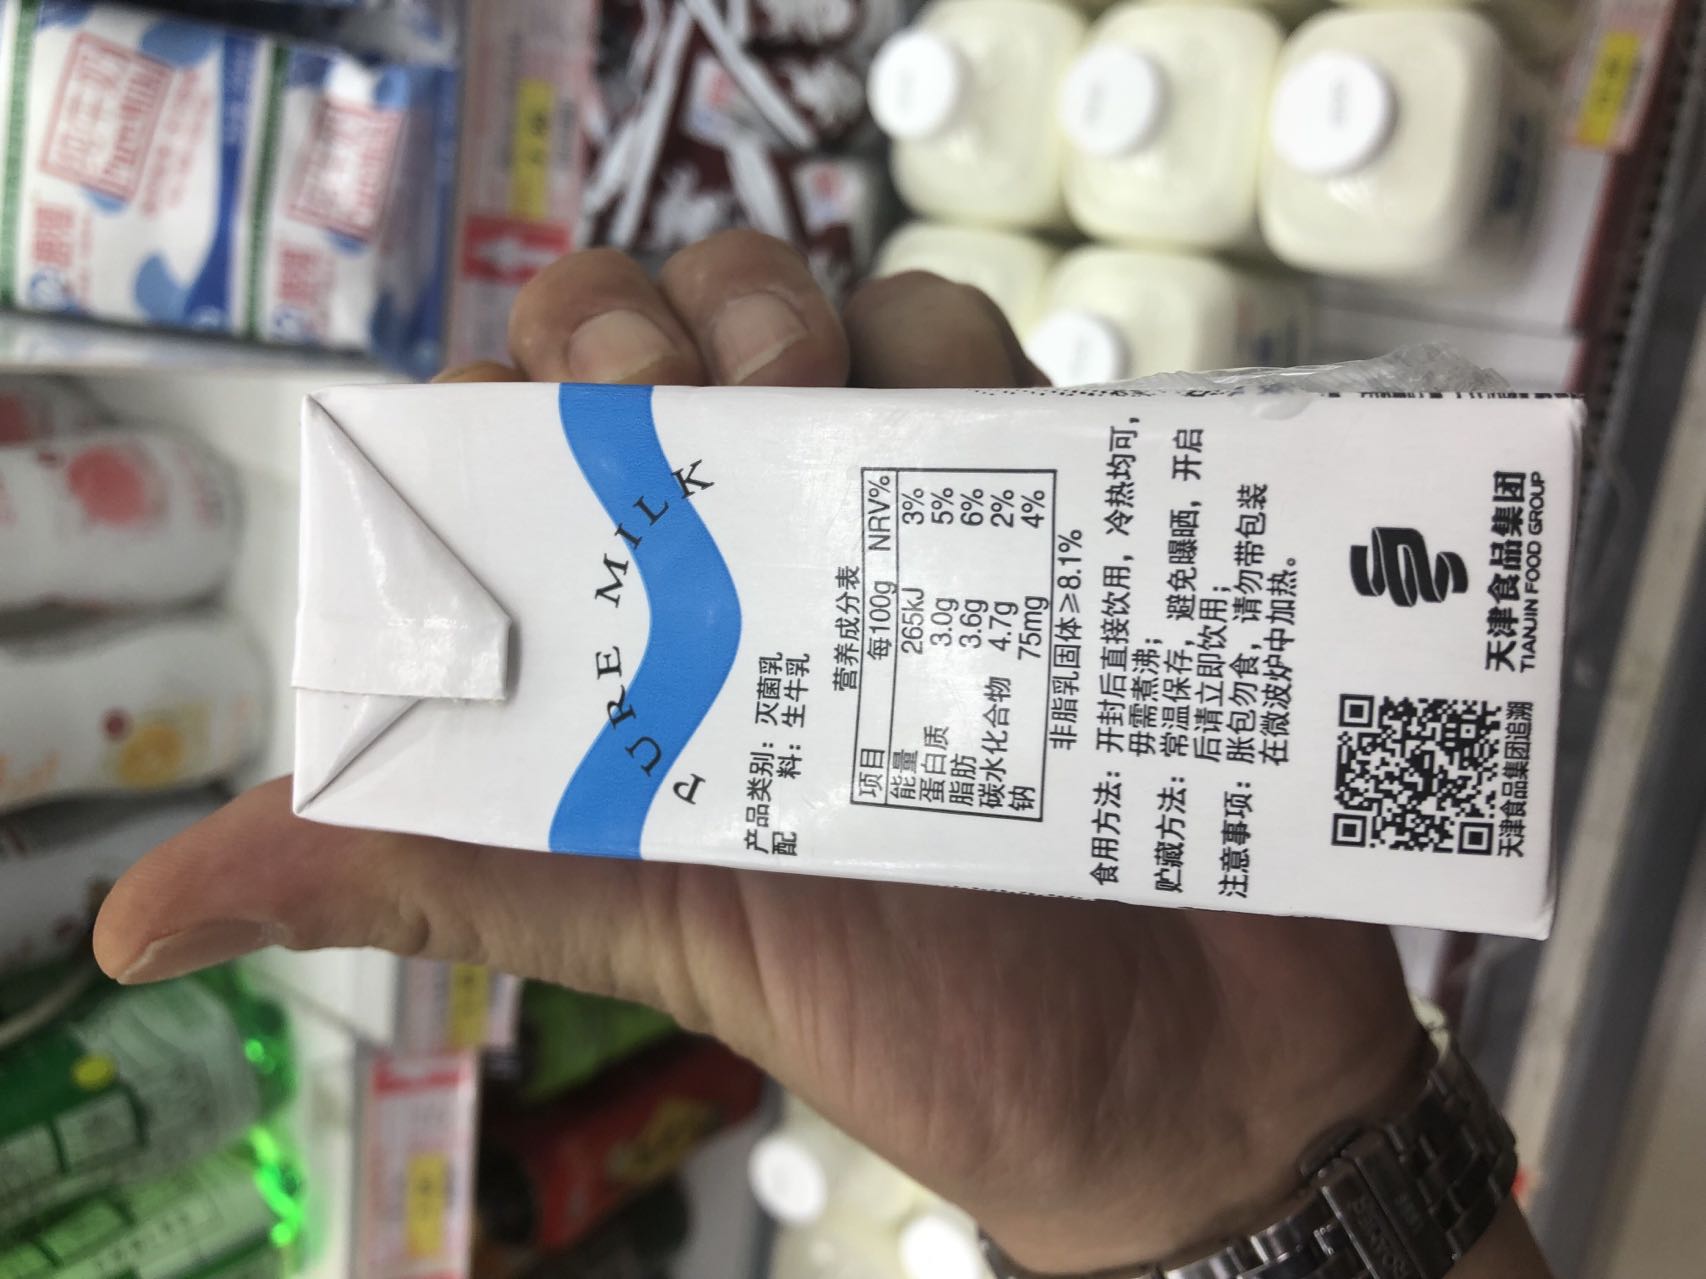 PURE MILK
产品类别：灭菌乳
配 料：生牛乳
营养成分表
项目 每100g NRV%
能量 265kJ 3%
蛋白质 3.0g 5%
脂肪 3.6g 6%
碳水化合物 4.7g 2%
钠 75mg 4%
非脂乳固体≥8.1%
食用方法：开封后直接饮用，冷热均可，
毋需煮沸；
贮藏方法：常温保存，避免曝晒，开启
后请立即饮用；
注意事项：胀包勿食，请勿带包装
在微波炉中加热。
天津食品集团追溯
天津食品集团
TIANJIN FOOD GROUP